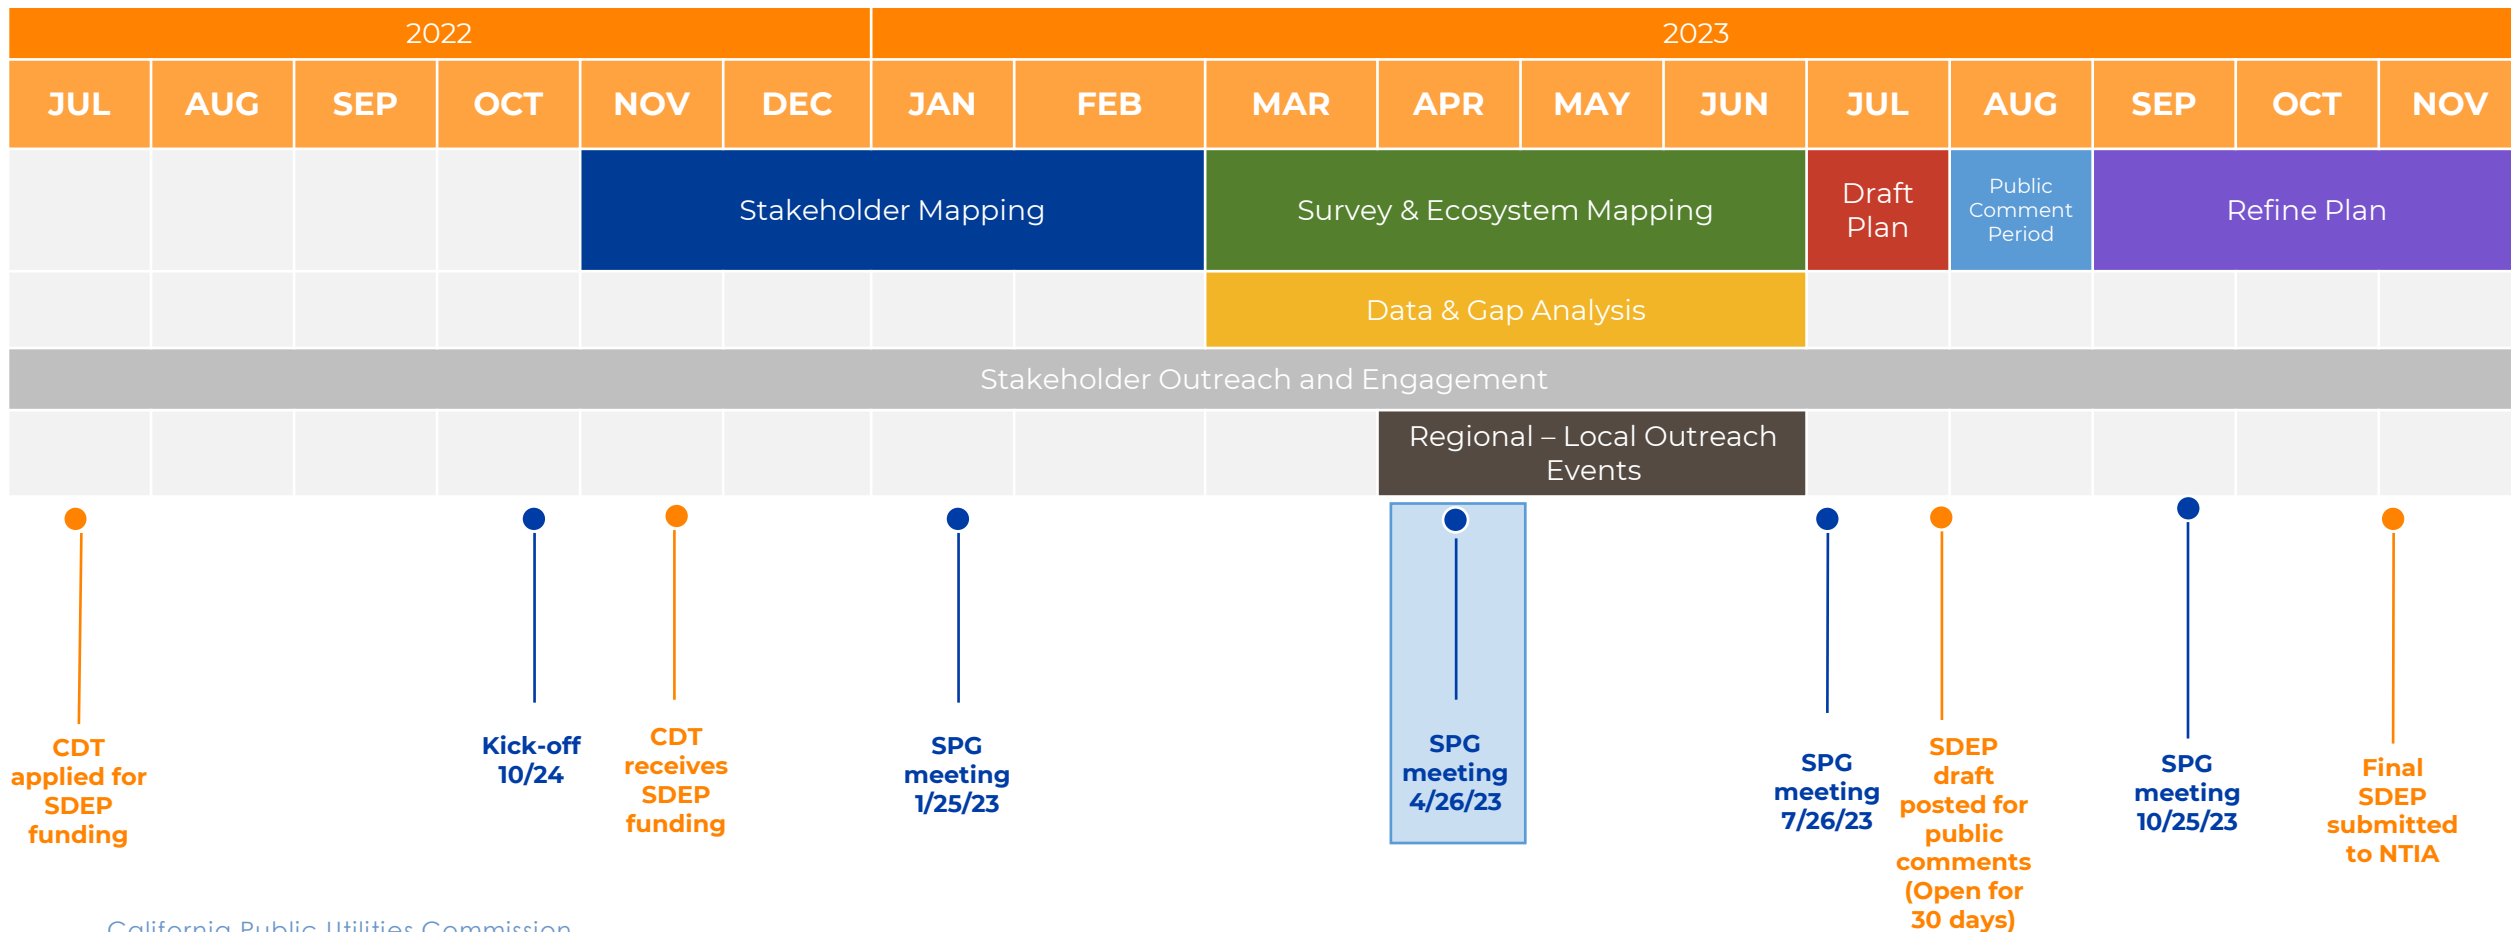 2022
2023
JUL
AUG
SEP
OCT
NOV
DEC
JAN
FEB
MAR
APR
MAY
JUN
JUL
AUG
SEP
OCT
NOV
Stakeholder Mapping
Survey & Ecosystem Mapping
Draft
Plan
Public
Comment
Period
Refine Plan
Data & Gap Analysis
Stakeholder Outreach and Engagement
Regional – Local Outreach
Events
CDT
applied for
SDEP
funding
Kick-off
10/24
CDT
receives
SDEP
funding
SPG
meeting
1/25/23
SPG
meeting
4/26/23
SPG
meeting
7/26/23
SDEP
draft
posted for
public
comments
(Open for
30 days)
SPG
meeting
10/25/23
Final
SDEP
submitted
to NTIA
California Public Utilities Commission